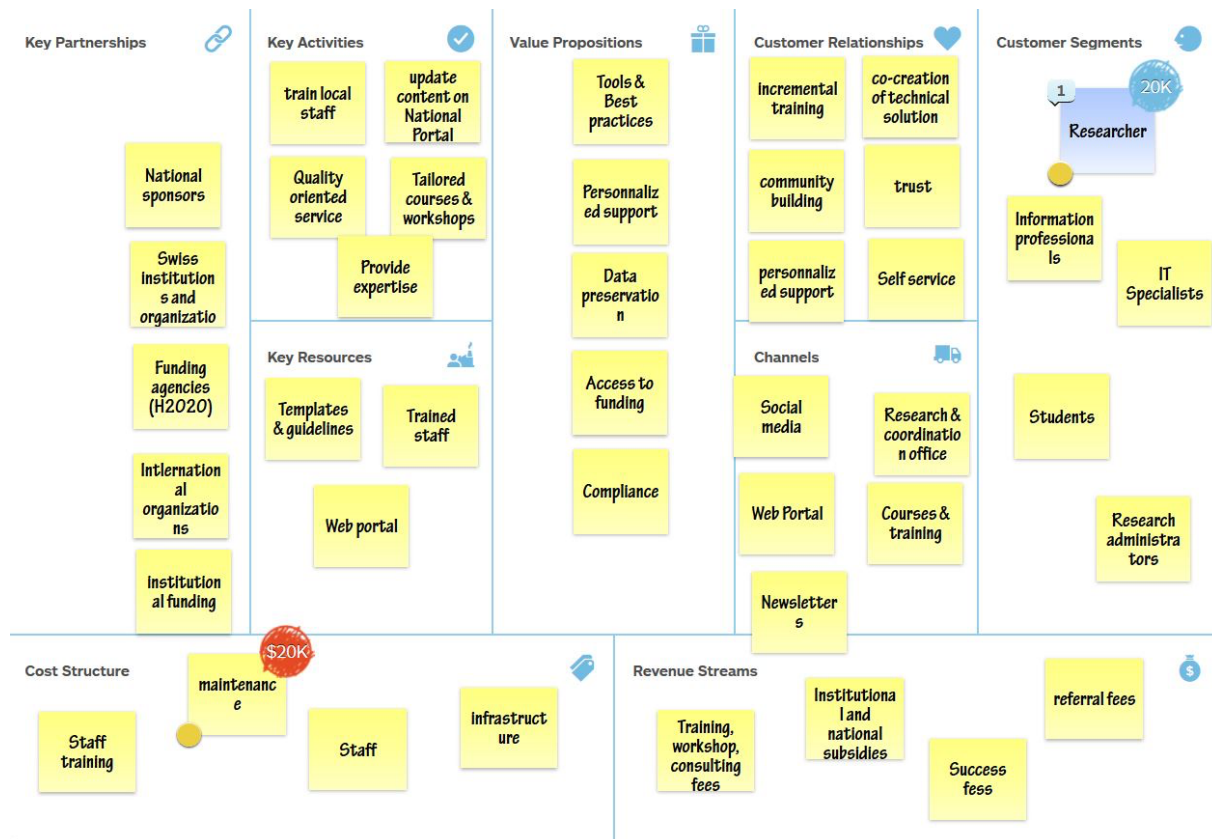 Key Partnerships
National
sponsors
Swiss
institution
s and
organizatio
Funding
agencies
(H2020)
Intlernation
al
organizatio
ns
institution
al funding
Key Activities
train local
staff
update
content on
National
Portal
Quality
oriented
service
Tailored
courses &
workshops
Provide
expertise
Key Resources
Templates
& guidelines
Trained
staff
Web portal
Value Propositions
Tools &
Best
practices
Personnaliz
ed support
Data
preservatio
n
Access to
funding
Compliance
Customer Relationships
incremental
training
co-creation
of technical
solution
community
building
trust
personnaliz
ed support
Self service
Channels
Social
media
Research &
coordinatio
n office
Web Portal
Courses &
training
Newsletter
s
Customer Segments
1
20K
Researcher
Information
professiona
ls
IT
Specialists
Students
Research
administra
tors
Cost Structure
$20K
maintenanc
e
Staff
training
Staff
infrastruct
ure
Revenue Streams
Training,
workshop,
consulting
fees
Institutiona
l and
national
subsidies
Success
fess
referral fees